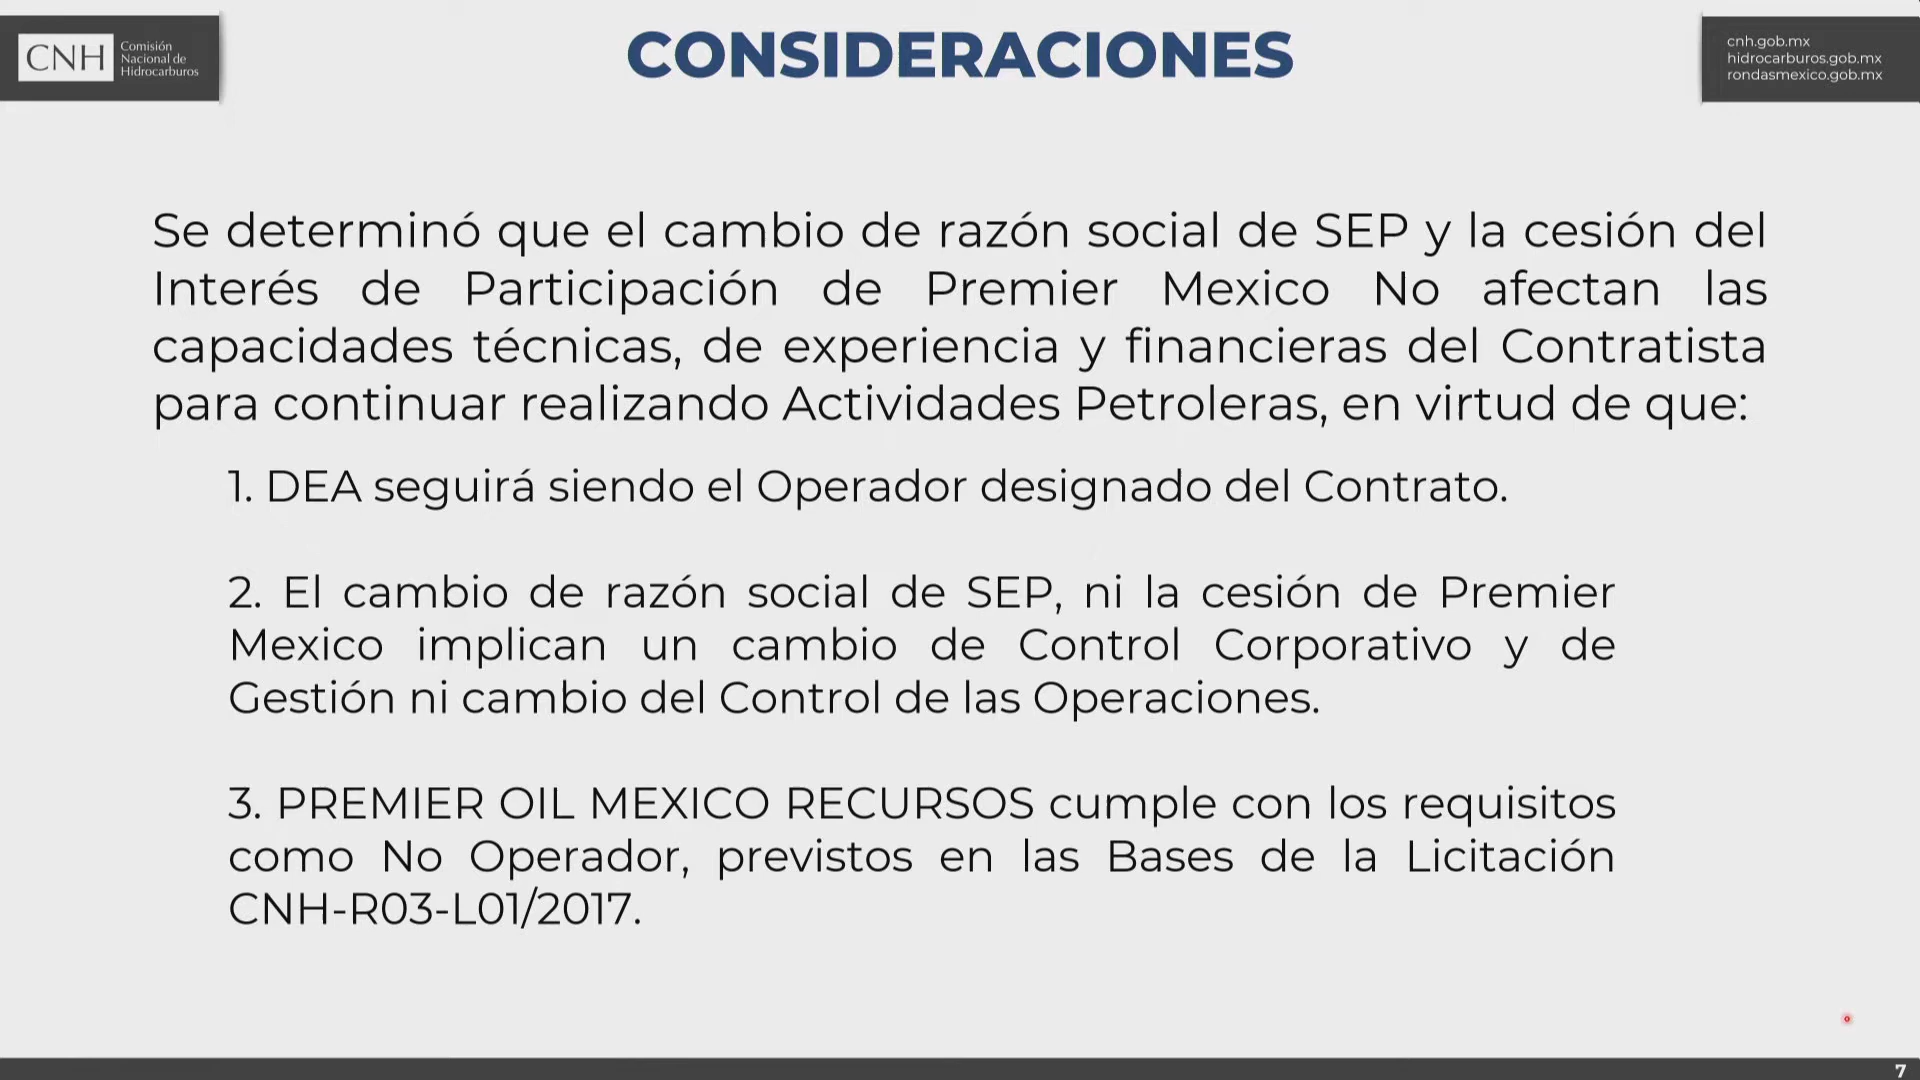 CNH
Comisión
Nacional de
Hidrocarburos
CONSIDERACIONES
cnh.gob.mx
hidrocarburos.gob.mx
rondasmexico.gob.mx
Se determinó que el cambio de razón social de SEP y la cesión del
Interés de Participación de Premier Mexico No afectan las
capacidades técnicas, de experiencia y financieras del Contratista
para continuar realizando Actividades Petroleras, en virtud de que:
1. DEA seguirá siendo el Operador designado del Contrato.
2. El cambio de razón social de SEP, ni la cesión de Premier
Mexico implican un cambio de Control Corporativo y de
Gestión ni cambio del Control de las Operaciones.
3. PREMIER OIL MEXICO RECURSOS cumple con los requisitos
como No Operador, previstos en las Bases de la Licitación
CNH-R03-L01/2017.
7